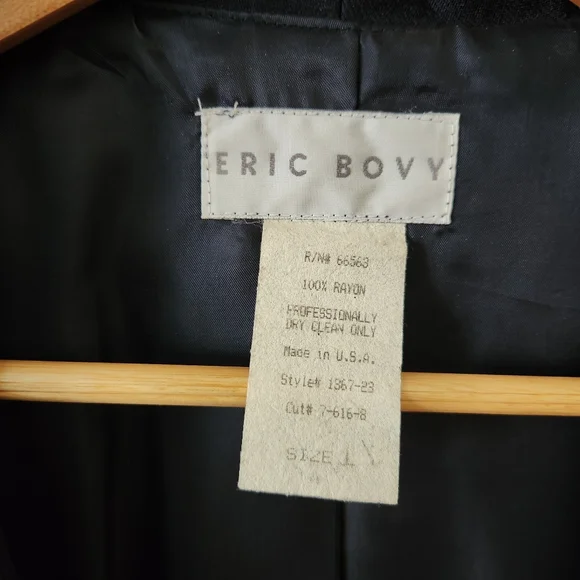 ERIC BOVY
R/N# 66563
100% RAYON
PROFESSIONALLY
DRY CLEAN ONLY
Made in U.S.A.
Style# 1367-23
Cut# 7-616-8
SIZE